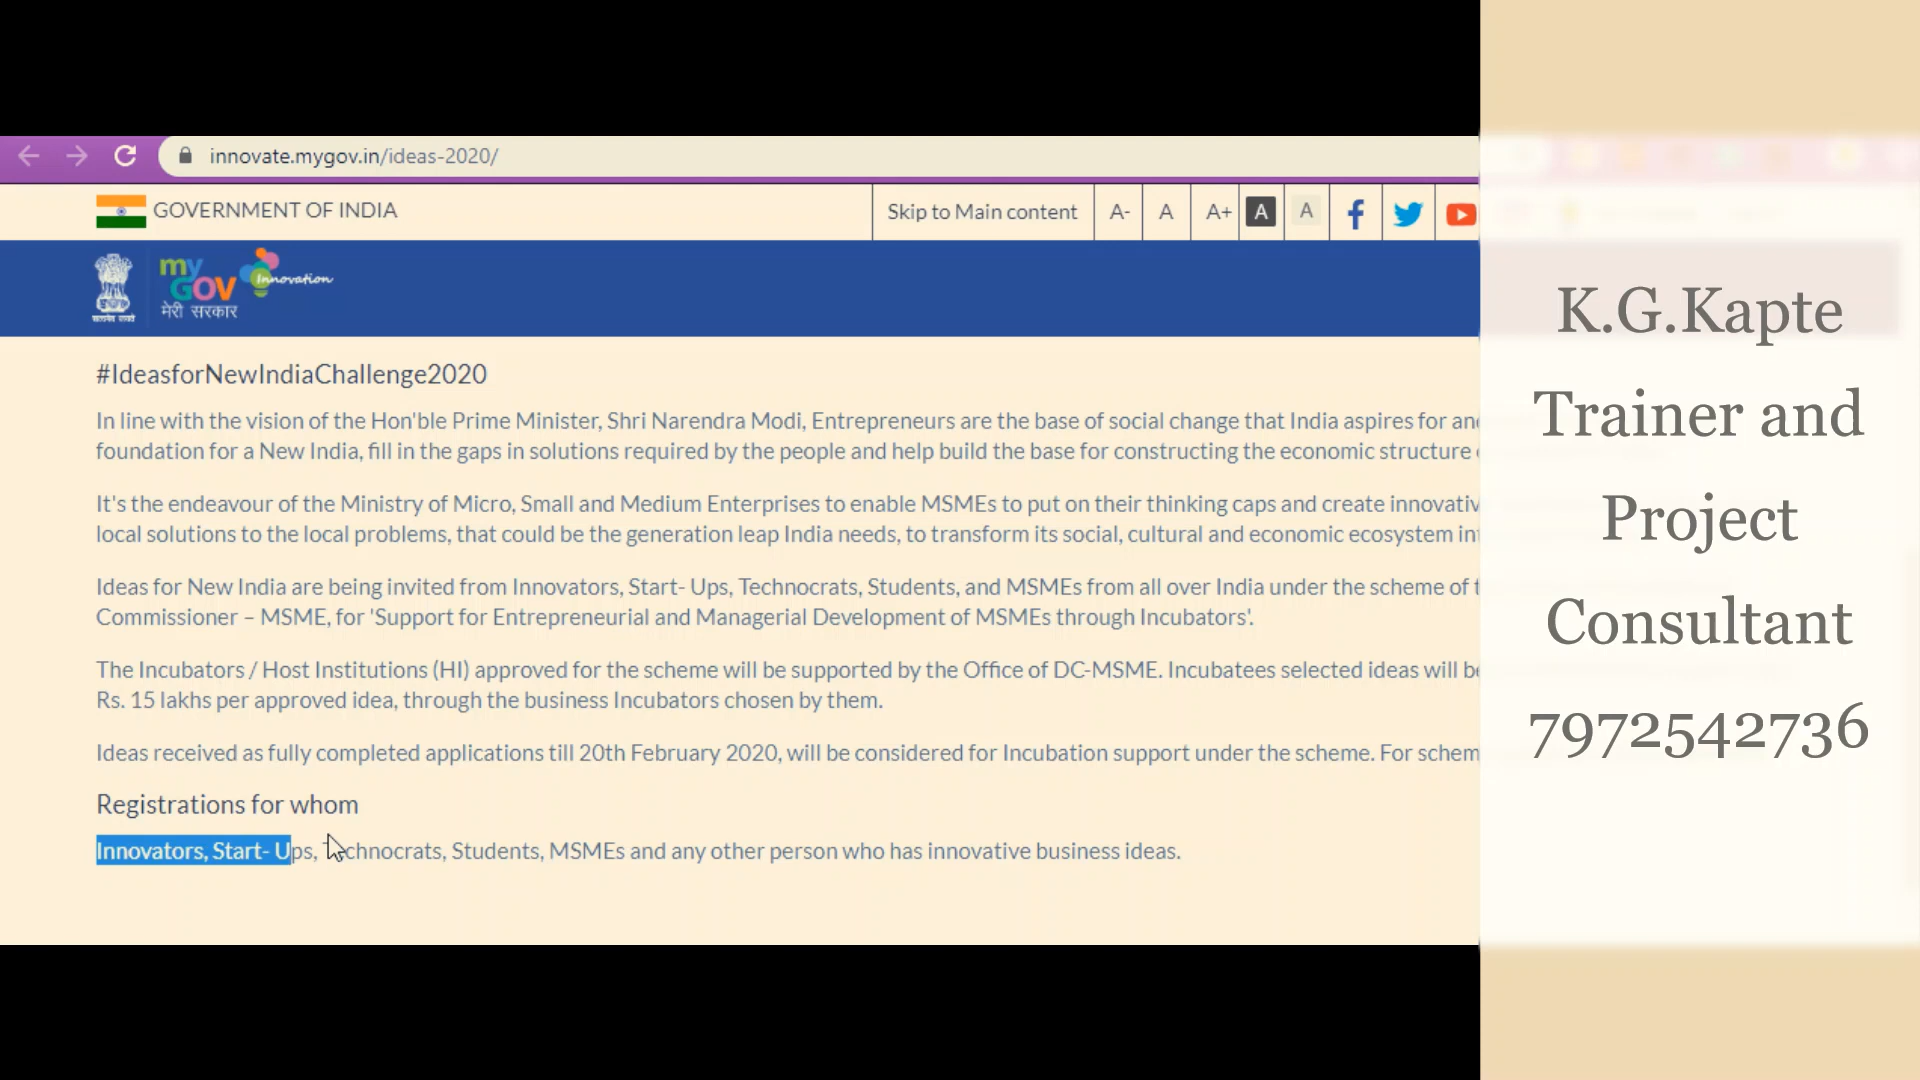 innovate.mygov.in/ideas-2020/
GOVERNMENT OF INDIA
Skip to Main content
A-
A
A+
A
A
my
GOV
मेरी सरकार
Innovation
सत्यमेव जयते
#IdeasforNewIndiaChallenge2020
In line with the vision of the Hon'ble Prime Minister, Shri Narendra Modi, Entrepreneurs are the base of social change that India aspires for
foundation for a New India, fill in the gaps in solutions required by the people and help build the base for constructing the economic structure
It's the endeavour of the Ministry of Micro, Small and Medium Enterprises to enable MSMEs to put on their thinking caps and create
local solutions to the local problems, that could be the generation leap India needs, to transform its social, cultural and economic ecosystem
Ideas for New India are being invited from Innovators, Start- Ups, Technocrats, Students, and MSMEs from all over India under the scheme of
Commissioner – MSME, for 'Support for Entrepreneurial and Managerial Development of MSMEs through Incubators'.
The Incubators / Host Institutions (HI) approved for the scheme will be supported by the Office of DC-MSME. Incubatees selected ideas will
Rs. 15 lakhs per approved idea, through the business Incubators chosen by them.
Ideas received as fully completed applications till 20th February 2020, will be considered for Incubation support under the scheme. For
Registrations for whom
Innovators, Start- Ups, Technocrats, Students, MSMEs and any other person who has innovative business ideas.
K.G.Kapte
Trainer and
Project
Consultant
7972542736